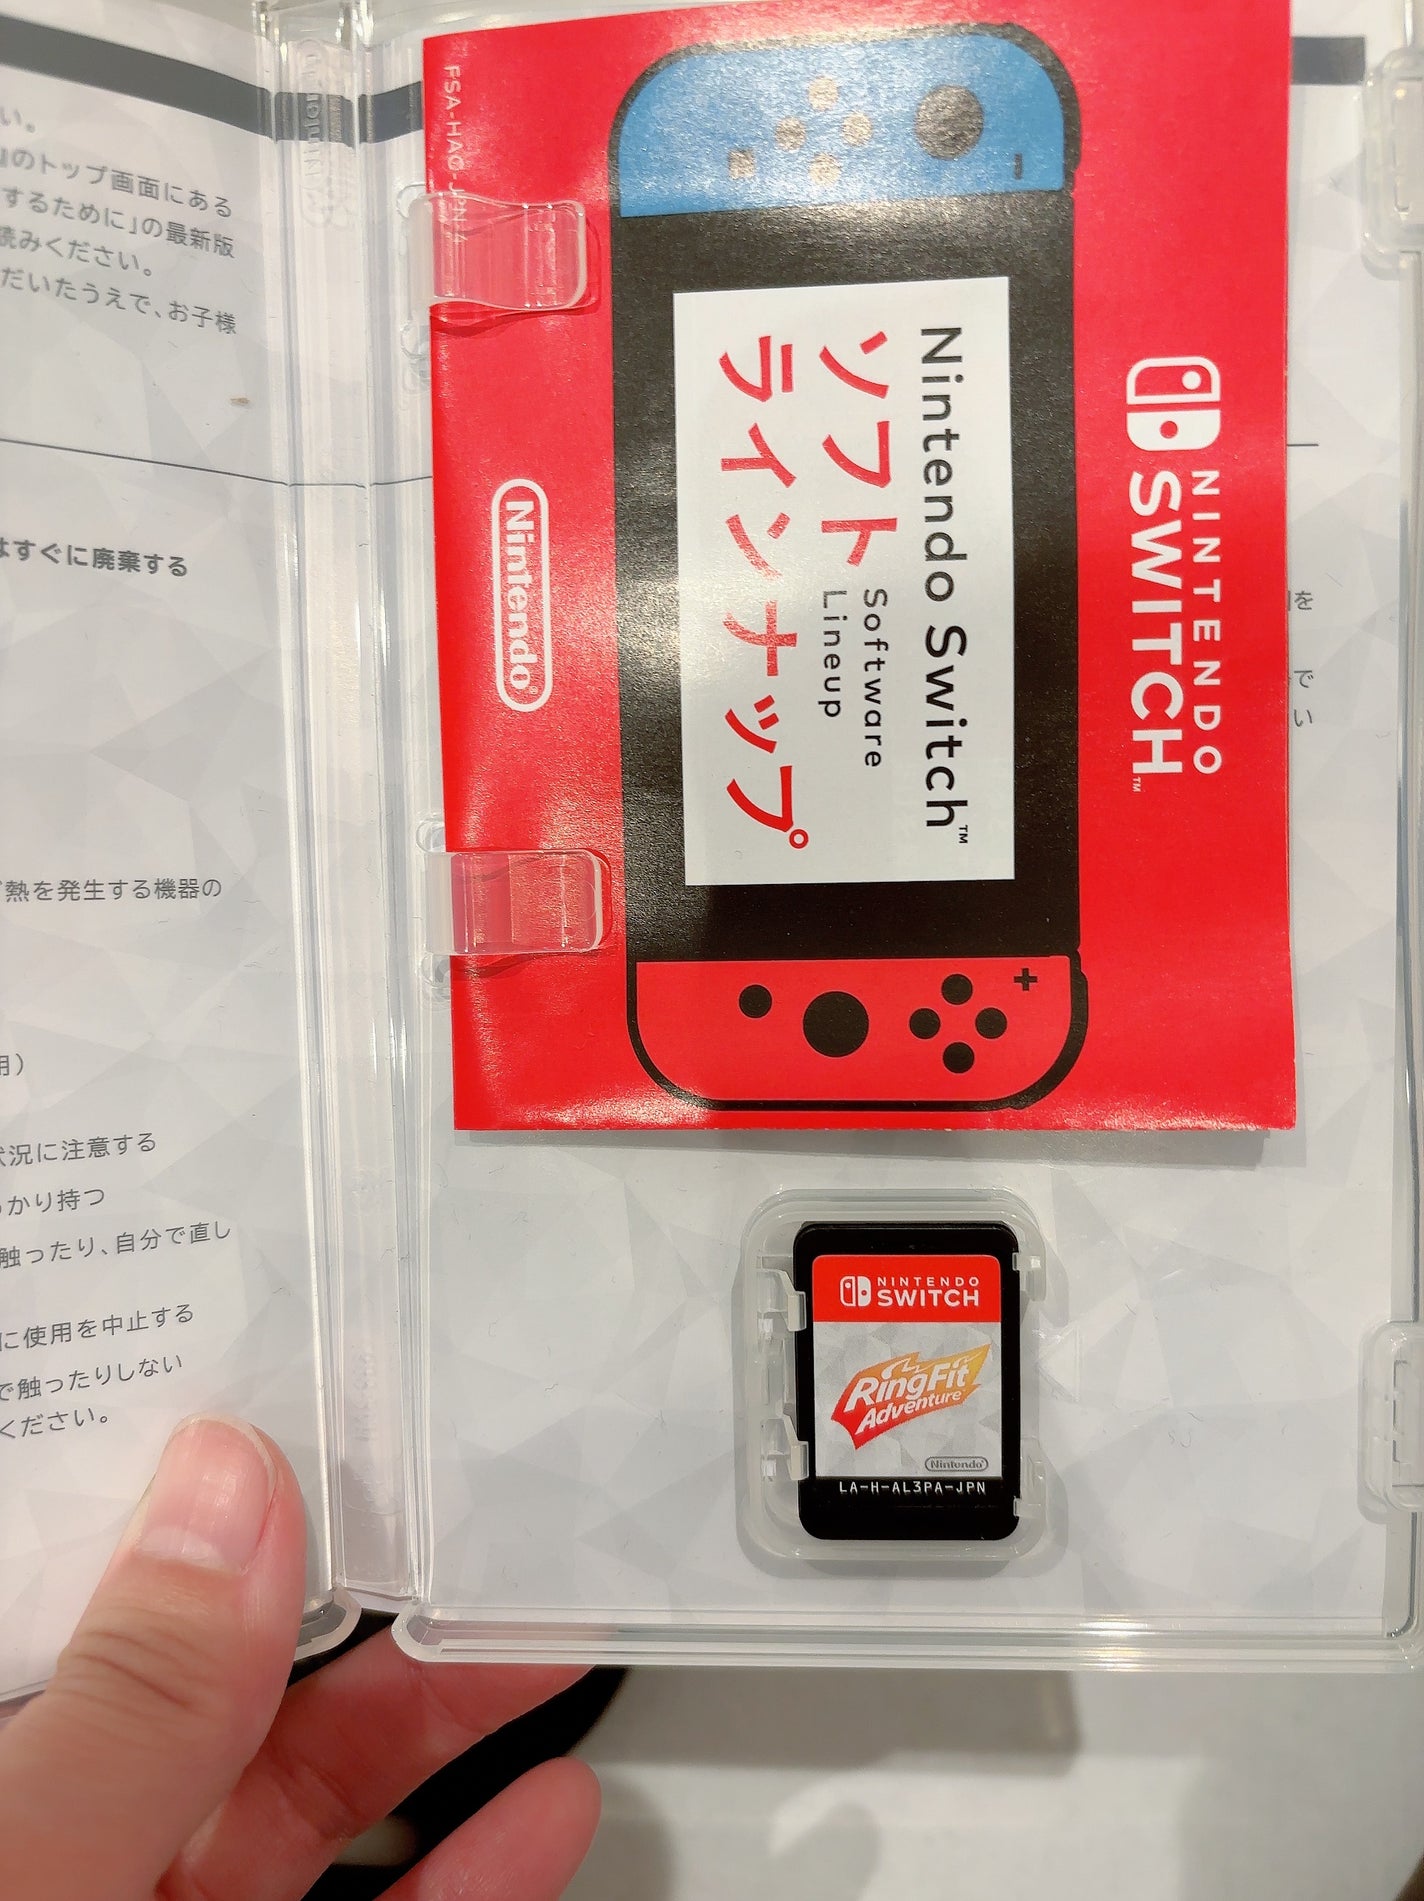 い。
』のトップ画面にある
するために」の最新版
読みください。
だいたうえで、お子様
はすぐに廃棄する
熱を発生する機器の
用）
状況に注意する
っかり持つ
触ったり、自分で直し
に使用を中止する
で触ったりしない
ください。
FSA-HAC-JPN
NINTENDO
SWITCH™
Nintendo Switch™
ソフト
Software
Lineup
ラインナップ
Nintendo®
を
で
い
NINTENDO
SWITCH
RingFit
Adventure
Nintendo
LA-H-AL3PA-JPN